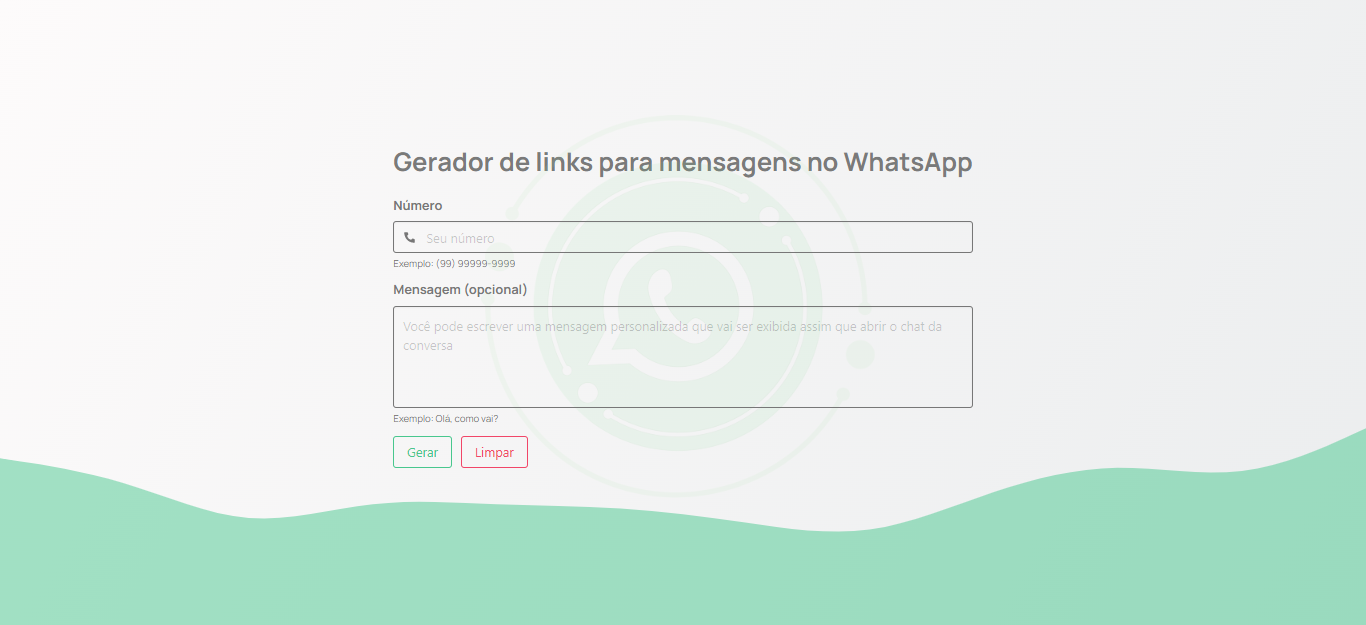 Gerador de links para mensagens no WhatsApp
Número
Seu número
Exemplo: (99) 99999-9999
Mensagem (opcional)
Você pode escrever uma mensagem personalizada que vai ser exibida assim que abrir o chat da
conversa
Exemplo: Olá, como vai?
Gerar Limpar